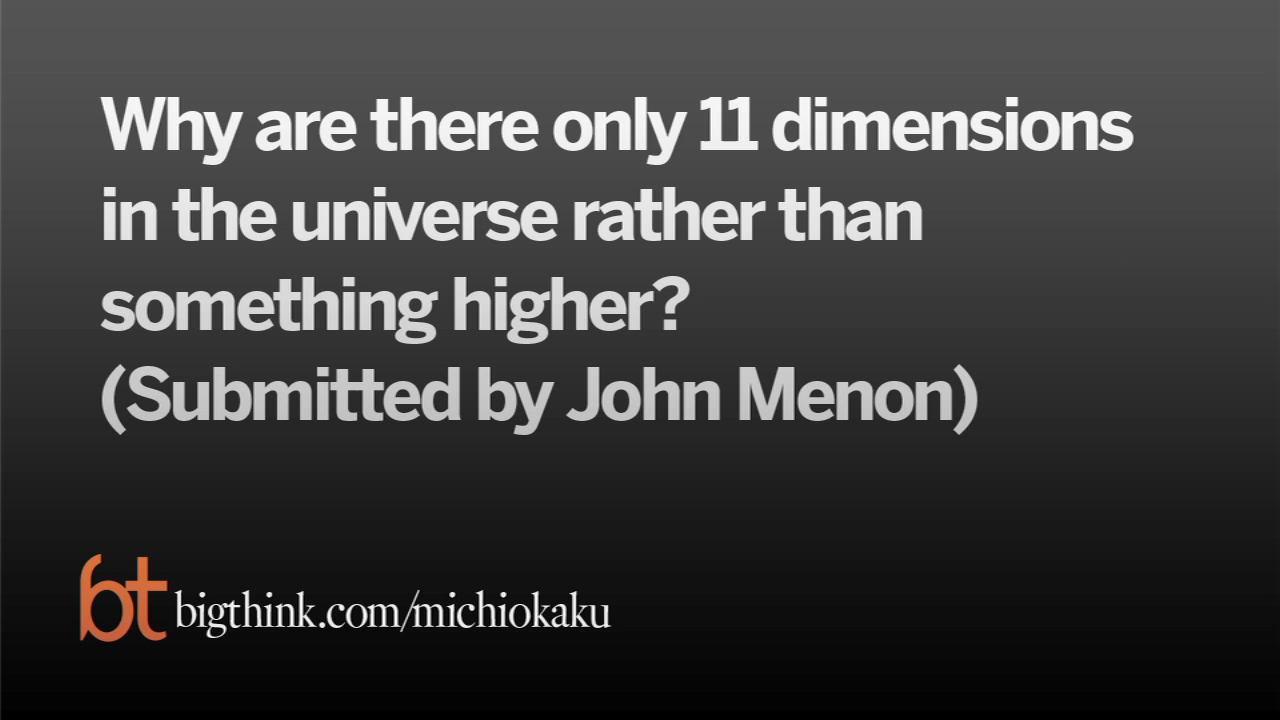 Why are there only 11 dimensions
in the universe rather than
something higher?
(Submitted by John Menon)
bt bigthink.com/michiokaku